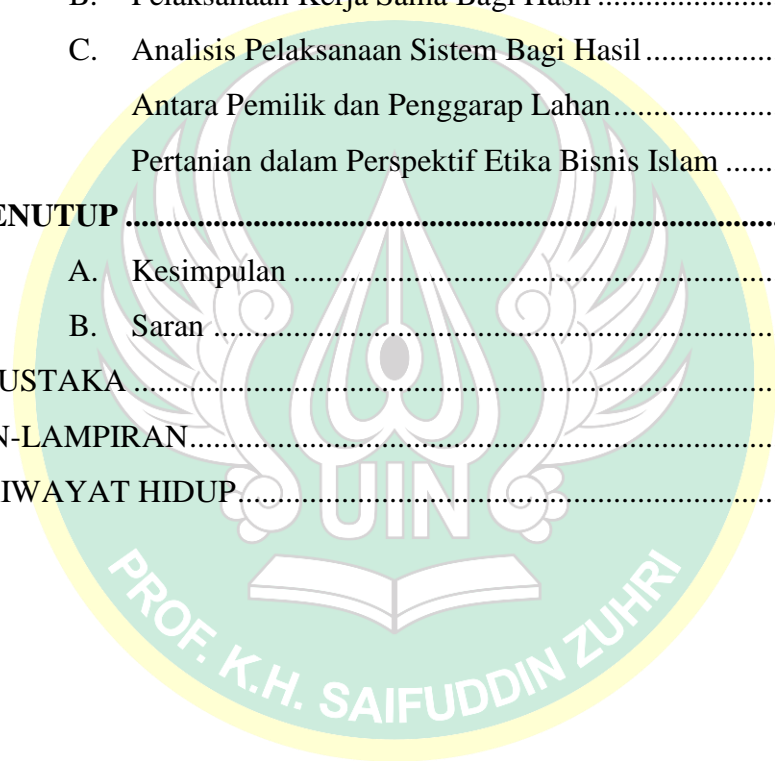 B. Pelaksanaan Kerja Sama Bagi Hasil ..................
C. Analisis Pelaksanaan Sistem Bagi Hasil ................
Antara Pemilik dan Penggarap Lahan....................
Pertanian dalam Perspektif Etika Bisnis Islam ......
ENUTUP ..............................................................................
A. Kesimpulan ...........................................................
B. Saran .....................................................................
USTAKA ..............................................................................
N-LAMPIRAN.......................................................................
IWAYAT HIDUP................................................................
UIN
PROF. K.H. SAIFUDDIN ZUHRI